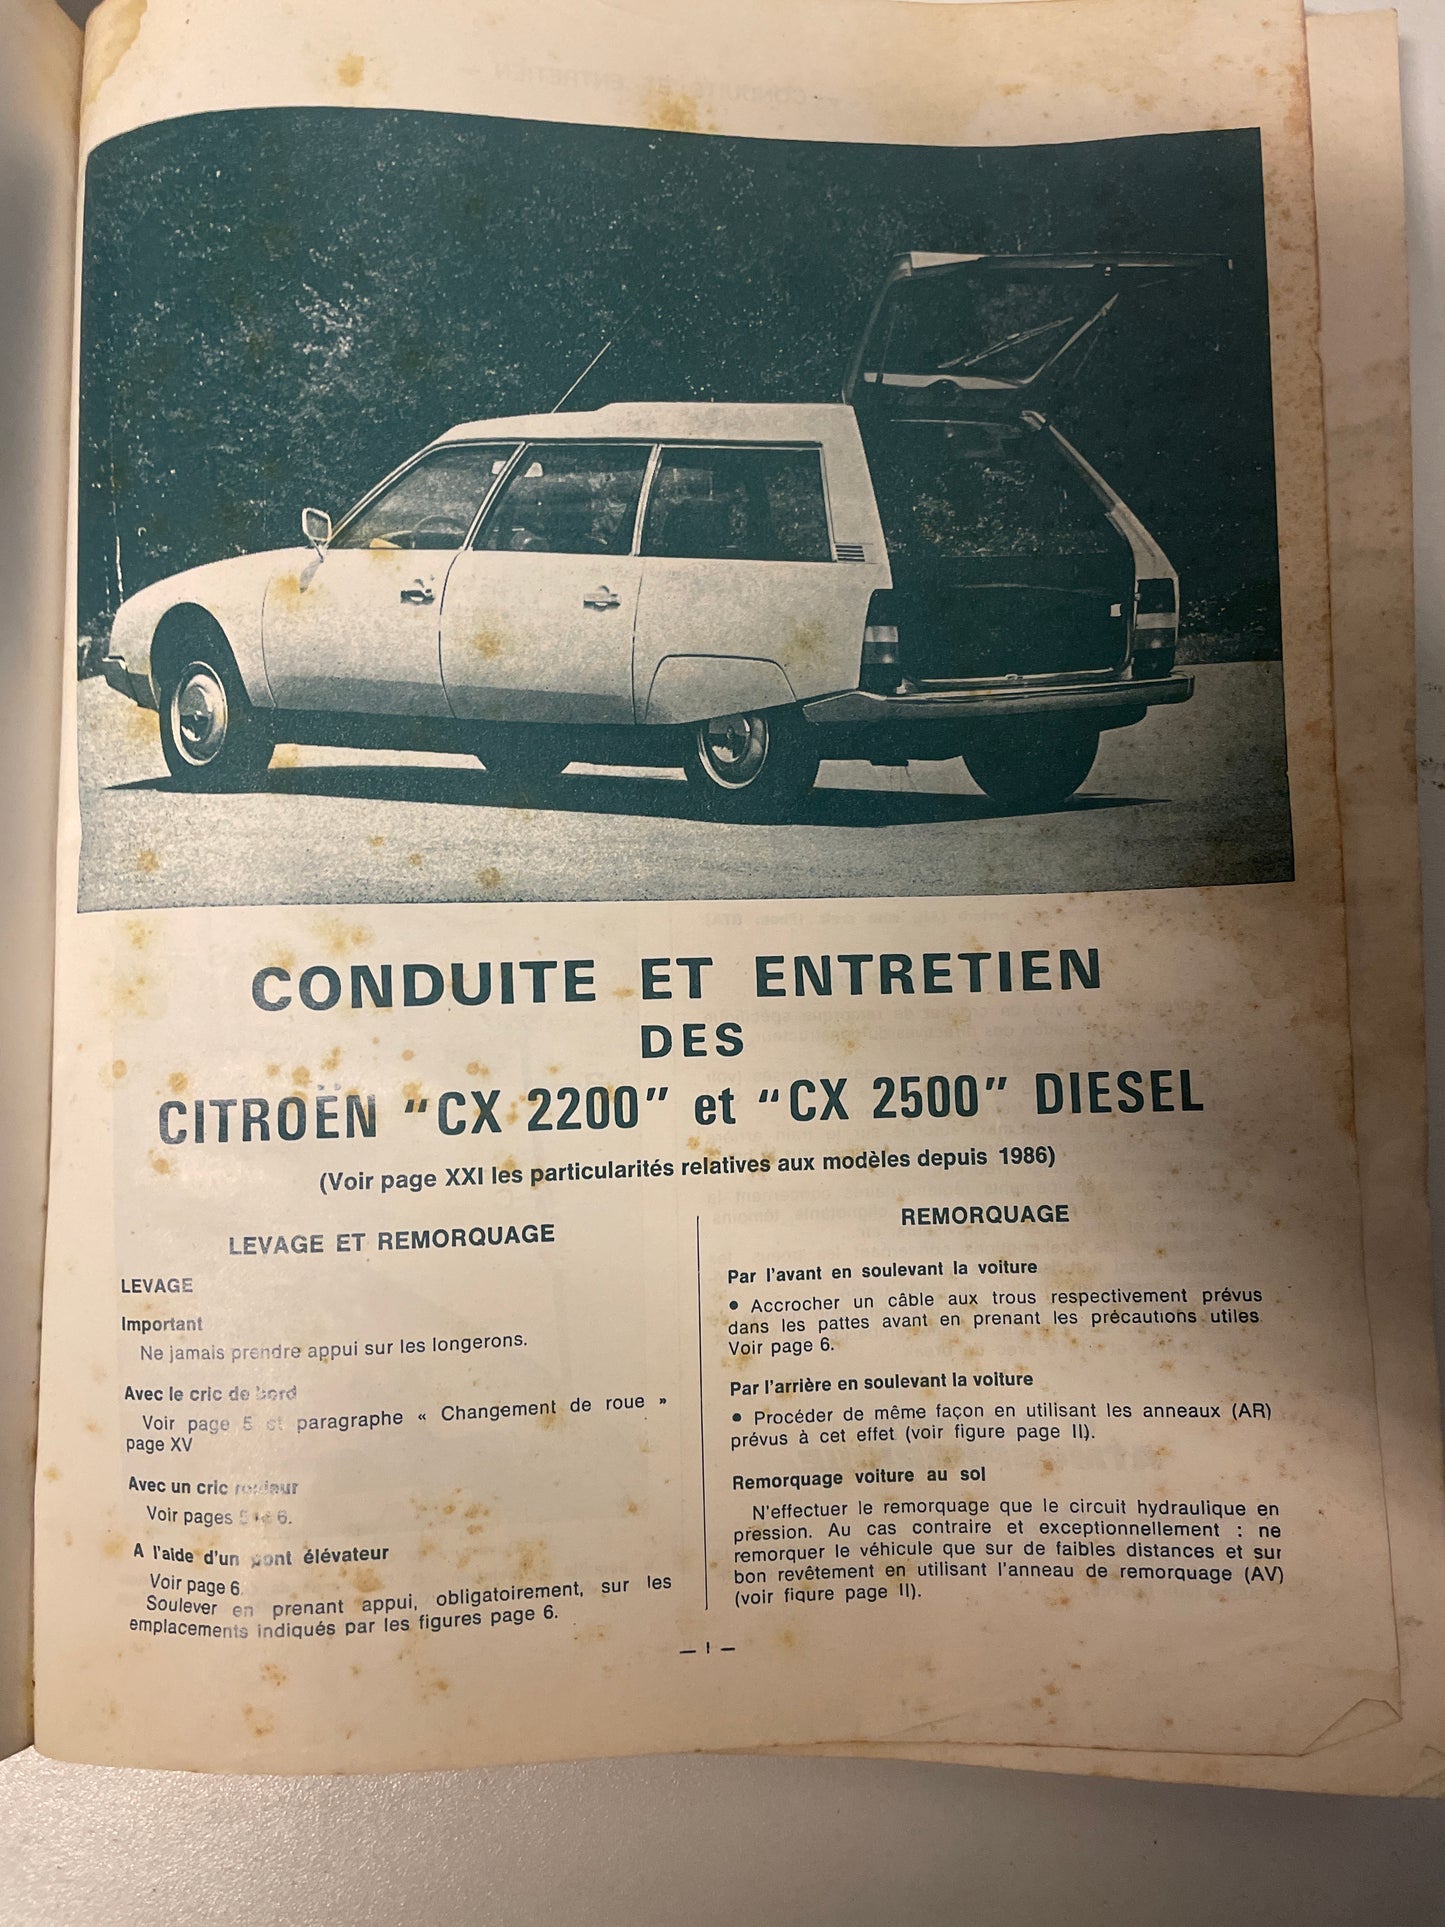 CONDUITE ET ENTRETIEN
DES
CITROËN "CX 2200" et "CX 2500" DIESEL
(Voir page XXI les particularités relatives aux modèles depuis 1986)
LEVAGE ET REMORQUAGE
LEVAGE
Important
Ne jamais prendre appui sur les longerons.
Avec le cric de bord
Voir page 5 et paragraphe « Changement de roue »
page XV
Avec un cric rouleur
Voir pages 5 et 6.
A l'aide d'un pont élévateur
Voir page 6
Soulever en prenant appui, obligatoirement, sur les
emplacements indiqués par les figures page 6.
REMORQUAGE
Par l'avant en soulevant la voiture
• Accrocher un câble aux trous respectivement prévus
dans les pattes avant en prenant les précautions utiles
Voir page 6.
Par l'arrière en soulevant la voiture
• Procéder de même façon en utilisant les anneaux (AR)
prévus à cet effet (voir figure page II).
Remorquage voiture au sol
N'effectuer le remorquage que le circuit hydraulique en
pression. Au cas contraire et exceptionnellement : ne
remorquer le véhicule que sur de faibles distances et sur
bon revêtement en utilisant l'anneau de remorquage (AV)
(voir figure page II).
— I —